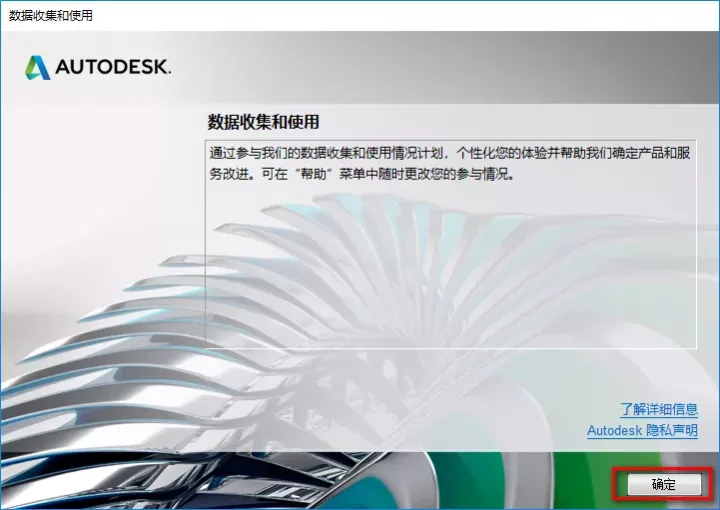 数据收集和使用
AUTODESK.
数据收集和使用
通过参与我们的数据收集和使用情况计划，个性化您的体验并帮助我们确定产品和服
务改进。可在“帮助”菜单中随时更改您的参与情况。
了解详细信息
Autodesk 隐私声明
确定